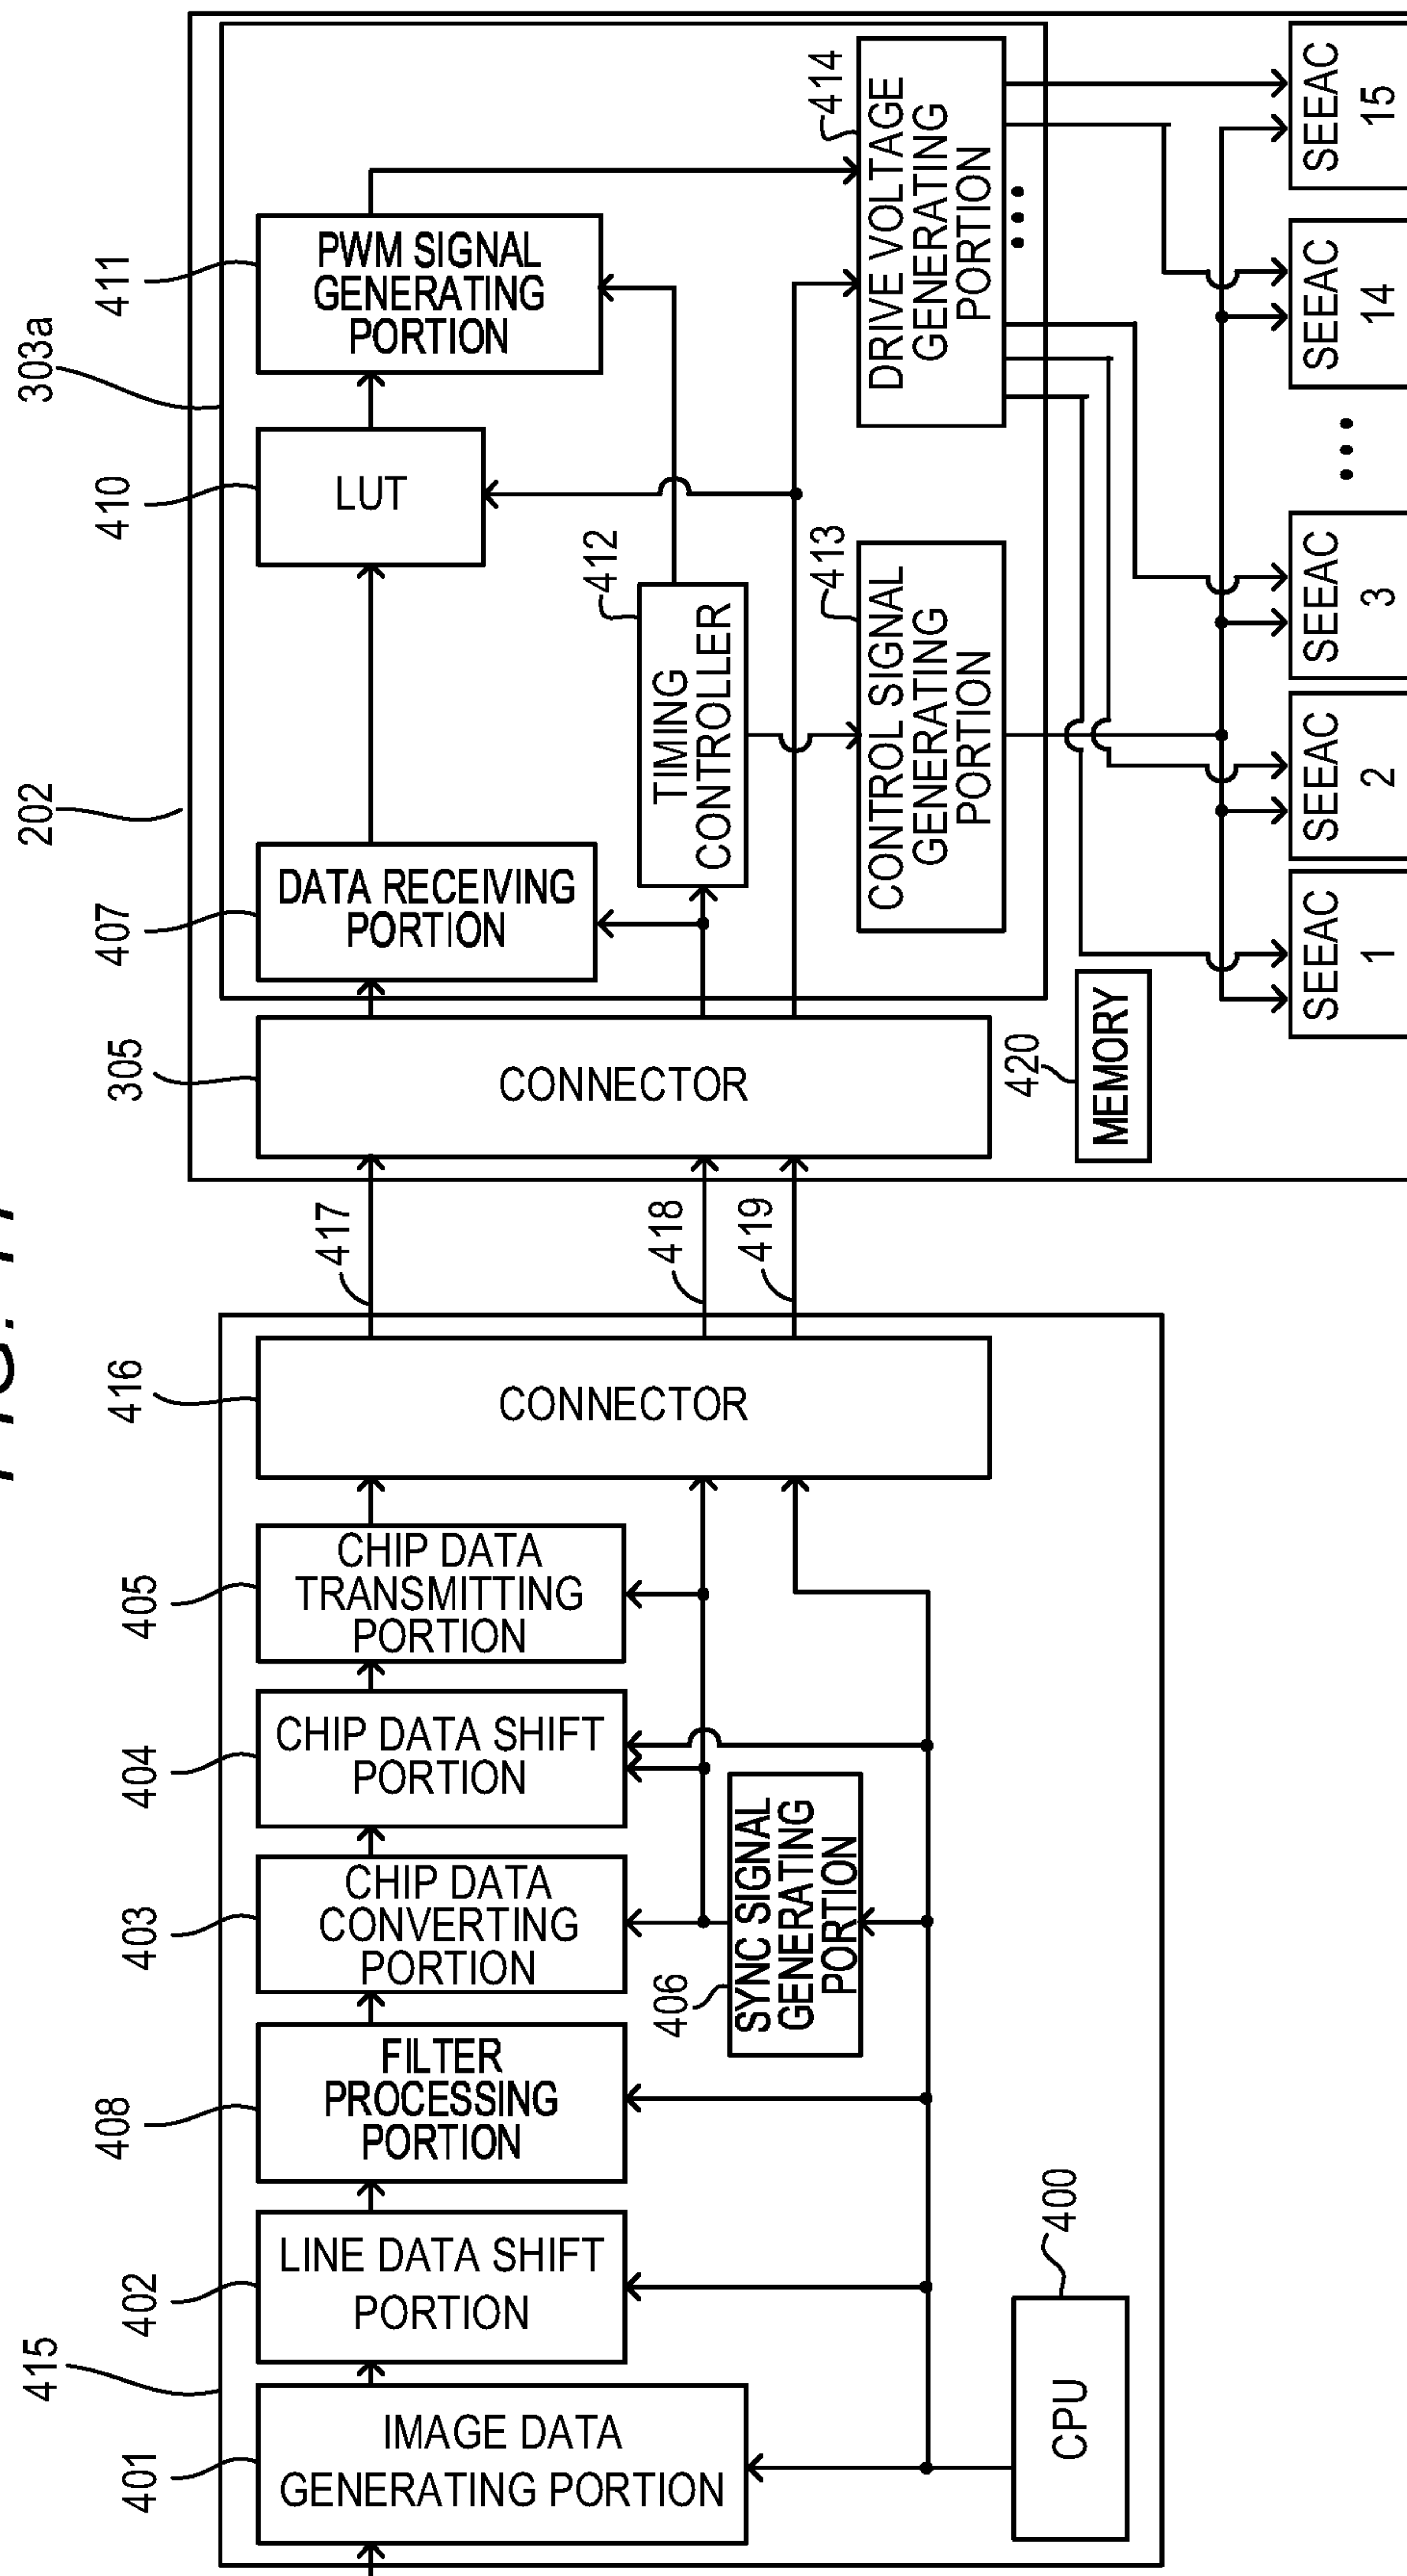 415
401
IMAGE DATA
GENERATING PORTION
402
LINE DATA SHIFT
PORTION
408
FILTER
PROCESSING
PORTION
403
CHIP DATA
CONVERTING
PORTION
404
CHIP DATA SHIFT
PORTION
405
CHIP DATA
TRANSMITTING
PORTION
416
CONNECTOR
406
SYNC SIGNAL
GENERATING
PORTION
400
CPU
417
418
419
202
305
CONNECTOR
303a
407
DATA RECEIVING
PORTION
410
LUT
411
PWM SIGNAL
GENERATING
PORTION
412
TIMING
CONTROLLER
413
CONTROL SIGNAL
GENERATING
PORTION
414
DRIVE VOLTAGE
GENERATING
PORTION
...
420
MEMORY
SEEAC
1
SEEAC
2
SEEAC
3
...
SEEAC
14
SEEAC
15